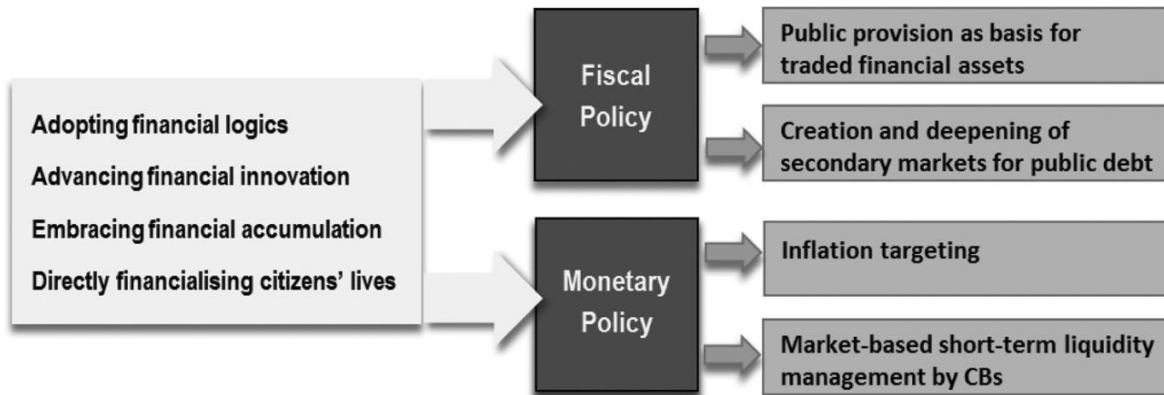 Adopting financial logics
Advancing financial innovation
Embracing financial accumulation
Directly financialising citizens’ lives
Fiscal
Policy
Public provision as basis for
traded financial assets
Creation and deepening of
secondary markets for public debt
Monetary
Policy
Inflation targeting
Market-based short-term liquidity
management by CBs